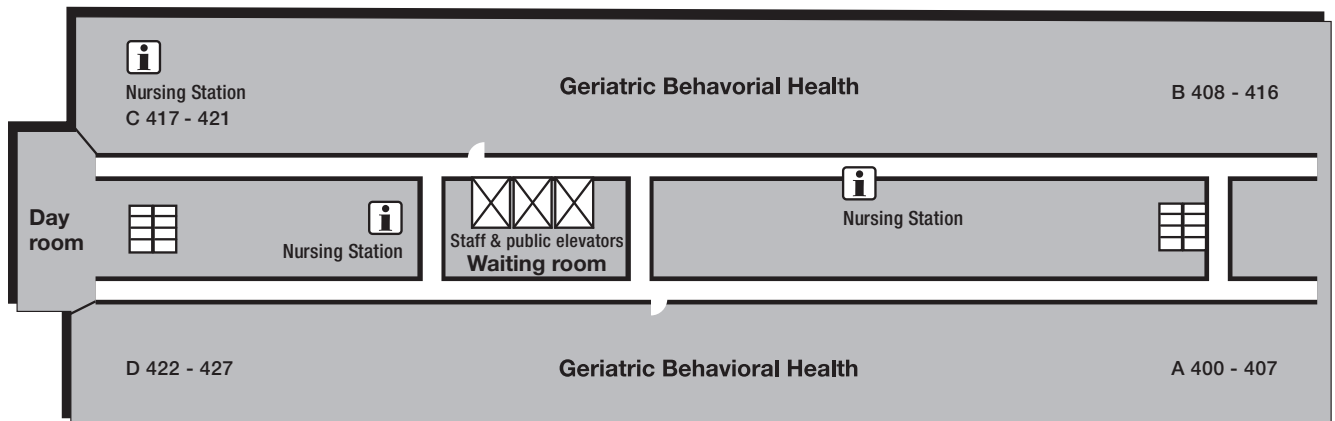 Nursing Station
C 417 - 421
Geriatric Behavorial Health
B 408 - 416
Day
room
Nursing Station
Staff & public elevators
Waiting room
Nursing Station
D 422 - 427
Geriatric Behavioral Health
A 400 - 407